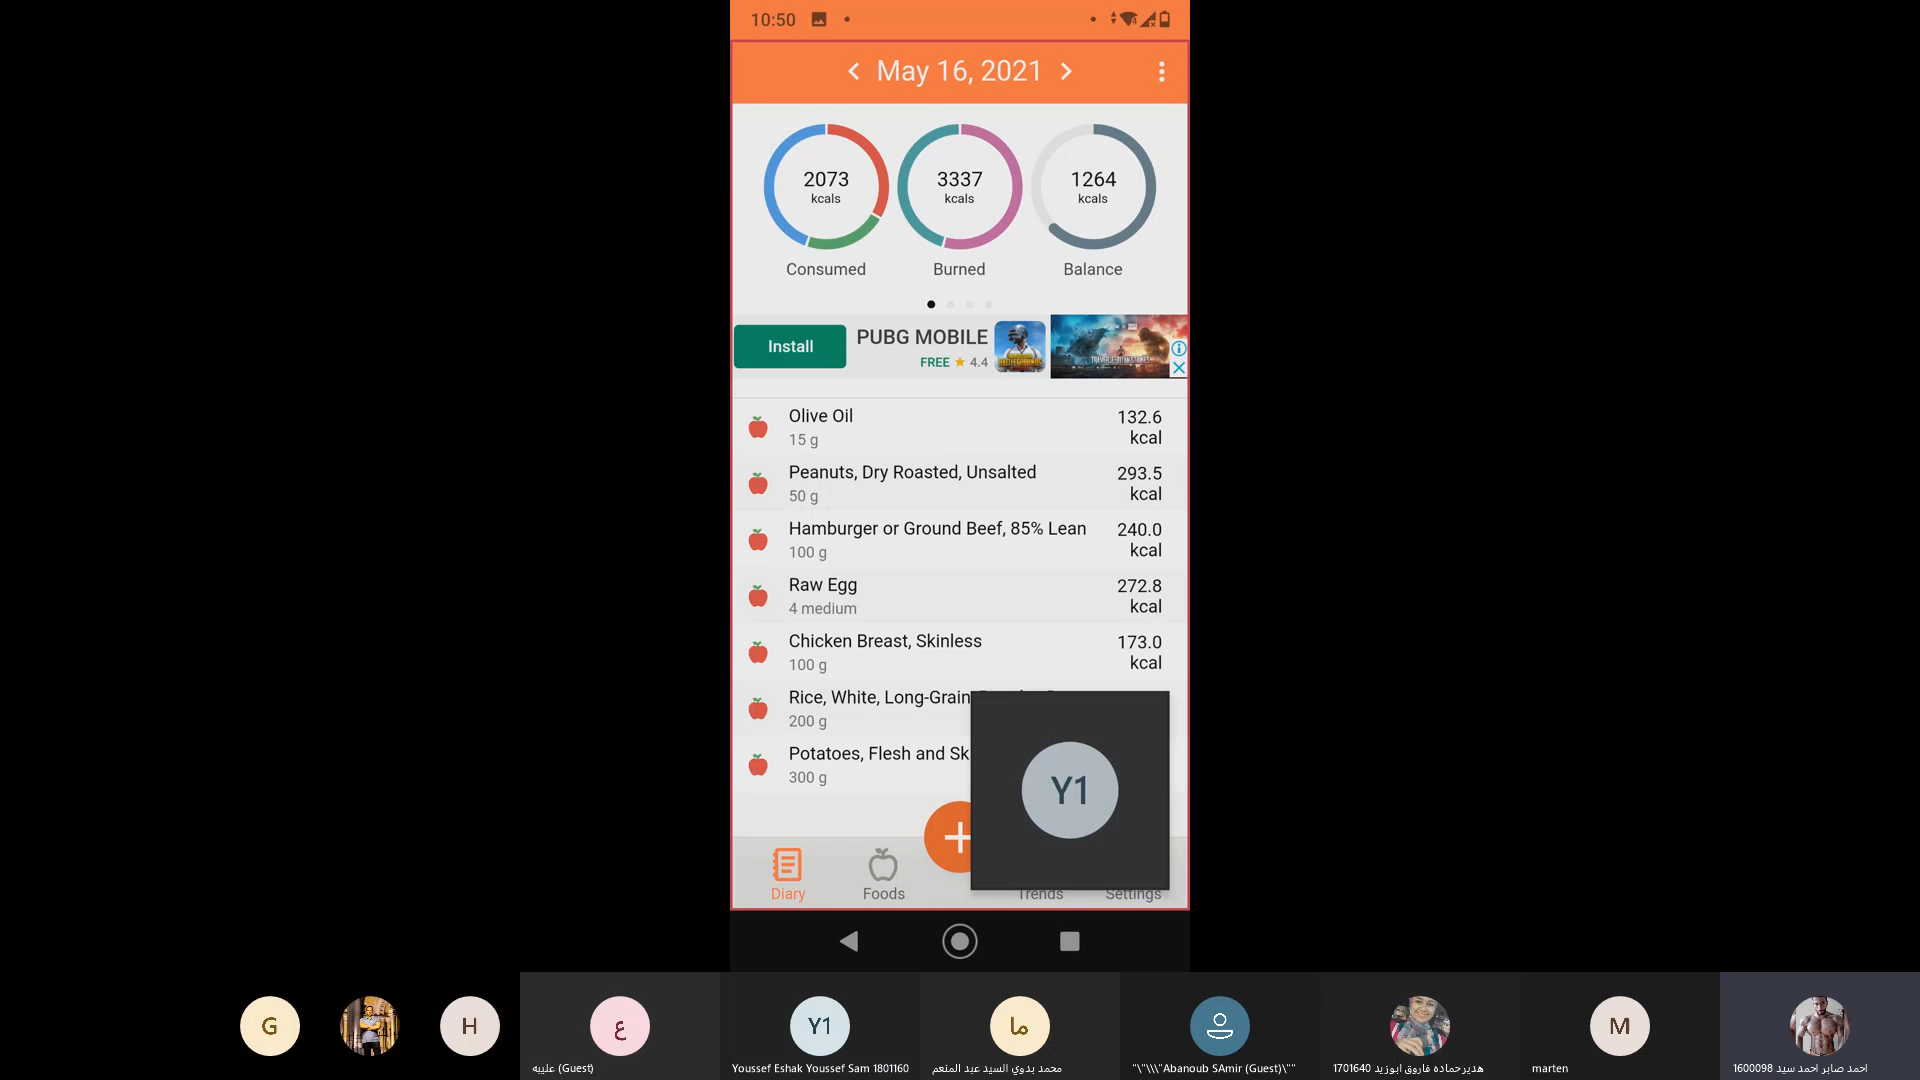 10:50
May 16, 2021
2073
kcals
Consumed
3337
kcals
Burned
1264
kcals
Balance
Install
PUBG MOBILE
FREE ★ 4.4
Olive Oil
15 g
132.6
kcal
Peanuts, Dry Roasted, Unsalted
50 g
293.5
kcal
Hamburger or Ground Beef, 85% Lean
100 g
240.0
kcal
Raw Egg
4 medium
272.8
kcal
Chicken Breast, Skinless
100 g
173.0
kcal
Rice, White, Long-Grain
200 g
Potatoes, Flesh and Sk
300 g
Y1
Diary
Foods
Trends
Settings
G
H
ع
عليبه (Guest)
Y1
Youssef Eshak Youssef Sam 1801160
ما
محمد بدوي السيد عبد المنعم
"\"\\\"Abanoub SAmir (Guest)\""
هديرحماده فاروق ابوزيد 1701640
M
marten
احمد صابر احمد سيد 1600098